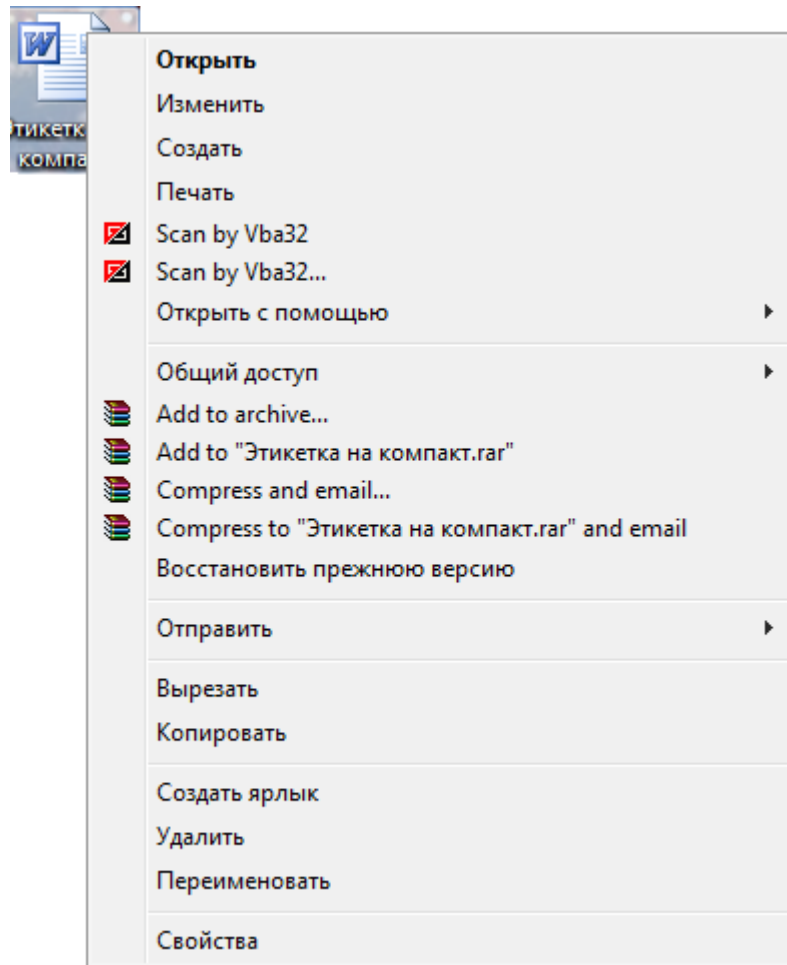 W
Открыть
Изменить
Создать
Печать
Scan by Vba32
Scan by Vba32...
Открыть с помощью
Общий доступ
Add to archive...
Add to "Этикетка на компакт.rar"
Compress and email...
Compress to "Этикетка на компакт.rar" and email
Восстановить прежнюю версию
Отправить
Вырезать
Копировать
Создать ярлык
Удалить
Переименовать
Свойства